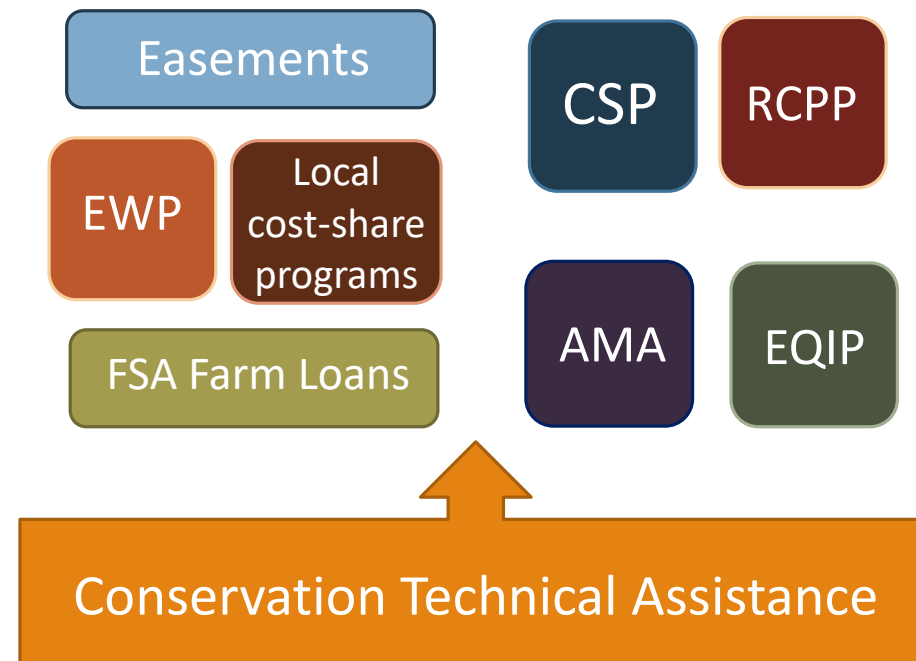 Easements
CSP
RCPP
EWP
Local
cost-share
programs
AMA
EQIP
FSA Farm Loans
Conservation Technical Assistance